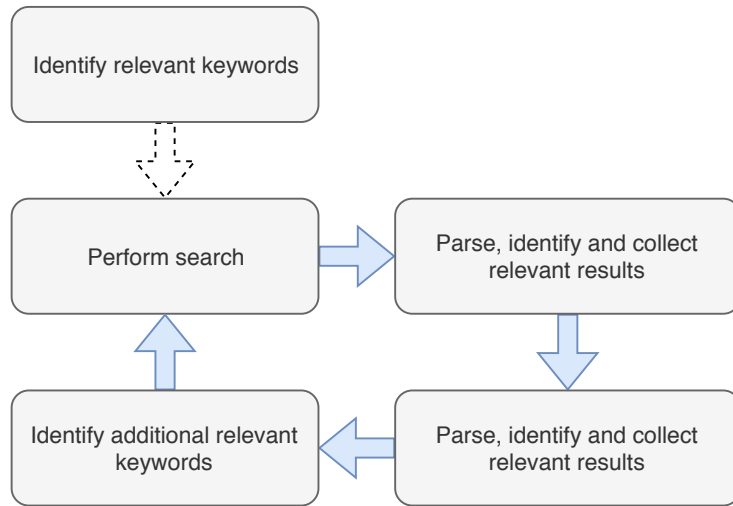 Identify relevant keywords
Perform search
Parse, identify and collect
relevant results
Identify additional relevant
keywords
Parse, identify and collect
relevant results